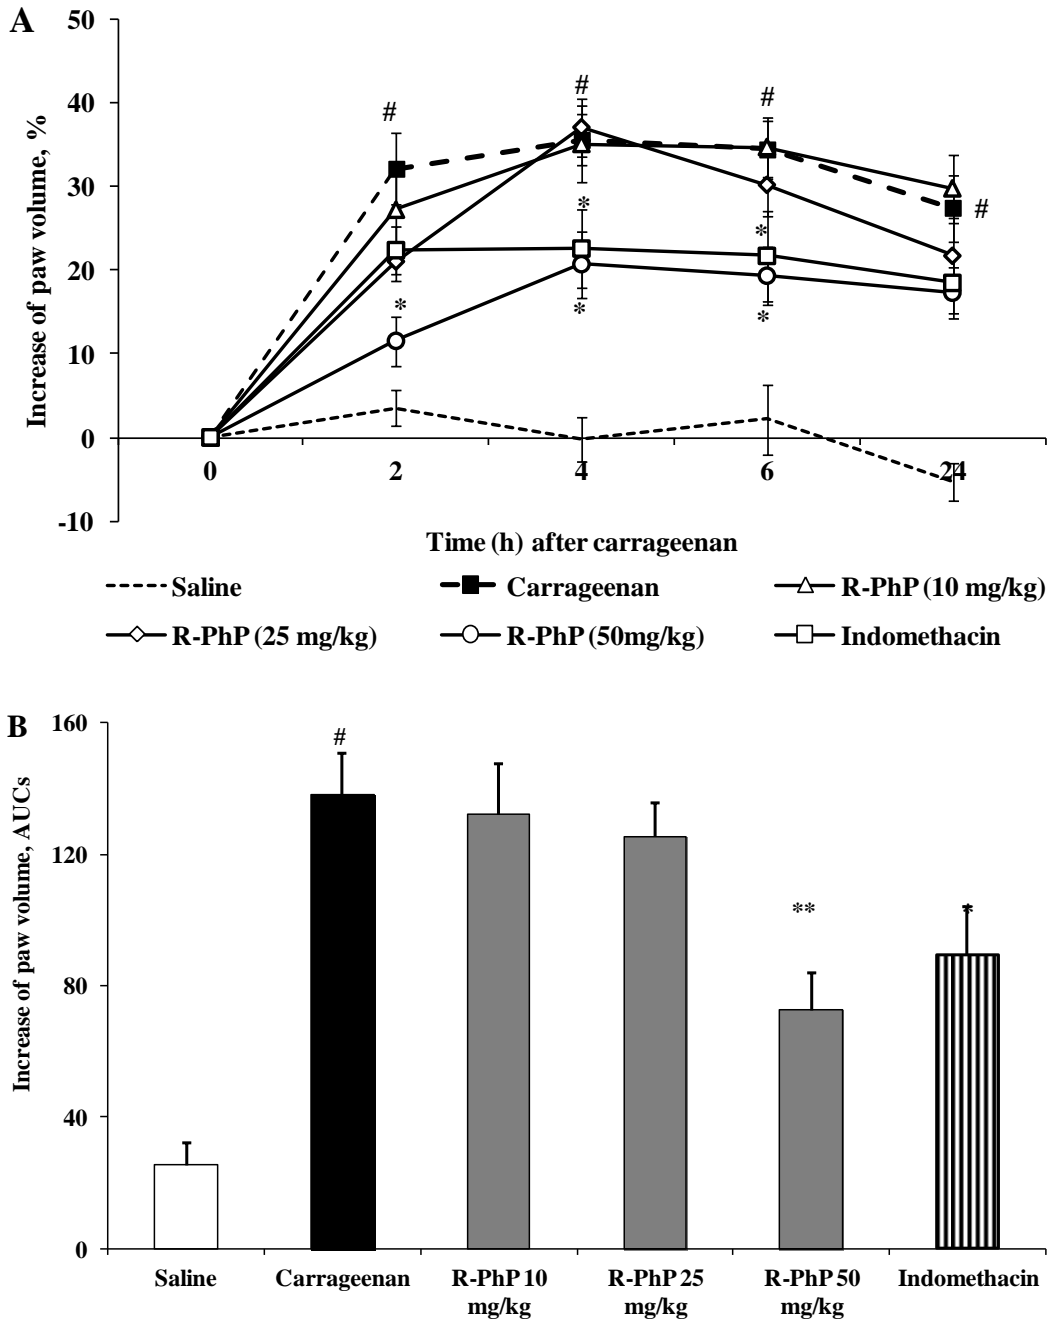 A
50
40
30
20
10
0
-10
Increase of paw volume, %
# # #
#
* *
* * *
0 2 4 6 24
Time (h) after carrageenan
Saline Carrageenan R-PhP (10 mg/kg)
R-PhP (25 mg/kg) R-PhP (50mg/kg) Indomethacin
B
160
120
80
40
0
Increase of paw volume, AUCs
#
** *
Saline Carrageenan R-PhP 10 R-PhP 25 R-PhP 50 Indomethacin
mg/kg mg/kg mg/kg